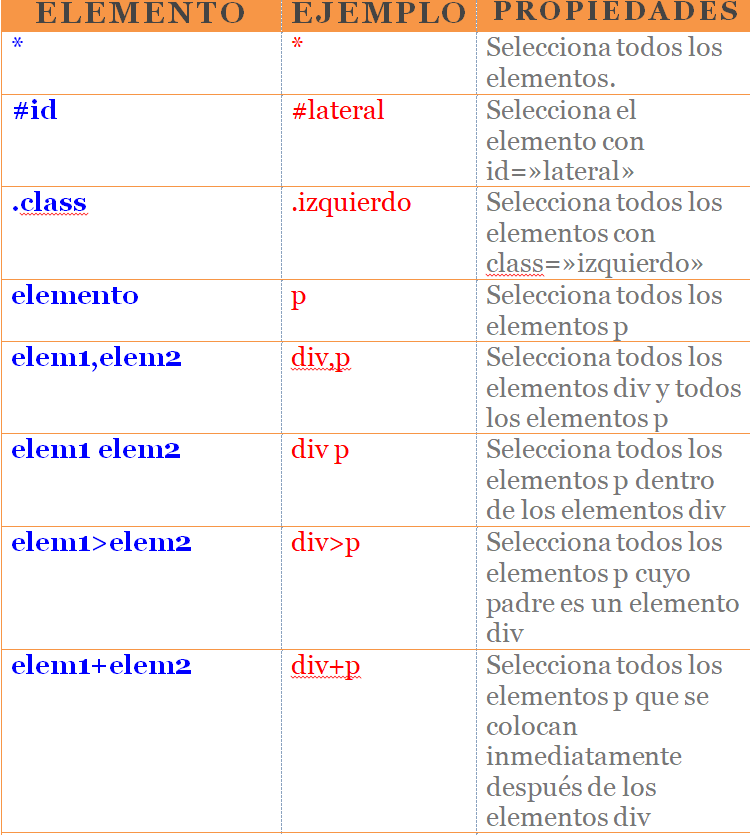 ELEMENTO EJEMPLO PROPIEDADES
* * Selecciona todos los
elementos.
#id #lateral Selecciona el
elemento con
id=»lateral»
.class .izquierdo Selecciona todos los
elementos con
class=»izquierdo»
elemento p Selecciona todos los
elementos p
elem1,elem2 div,p Selecciona todos los
elementos div y todos
los elementos p
elem1 elem2 div p Selecciona todos los
elementos p dentro
de los elementos div
elem1>elem2 div>p Selecciona todos los
elementos p cuyo
padre es un elemento
div
elem1+elem2 div+p Selecciona todos los
elementos p que se
colocan
inmediatamente
después de los
elementos div